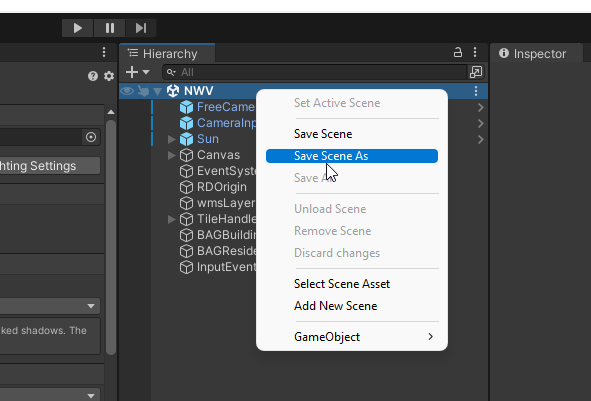 Hierarchy
Inspector
All
NWV
FreeCame
CameraInp
Sun
hting Settings
Canvas
EventSyste
RDOrigin
wmsLayer
TileHandle
BAGBuildin
BAGReside
InputEvent
ked shadows. The
Set Active Scene
Save Scene
Save Scene As
Save A
Unload Scene
Remove Scene
Discard changes
Select Scene Asset
Add New Scene
GameObject